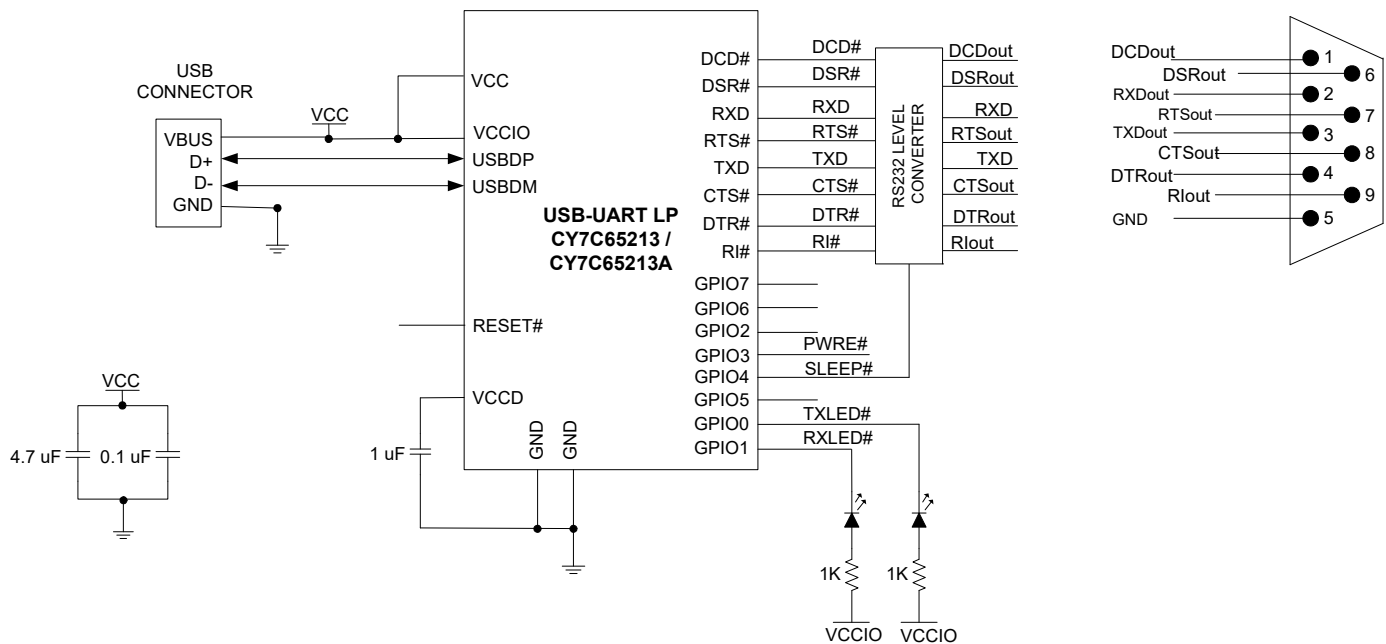 USB
CONNECTOR
VBUS
D+
D-
GND
VCC
VCC
VCCIO
USBDP
USBDM
RESET#
VCCD
GND
GND
USB-UART LP
CY7C65213 /
CY7C65213A
DCD#
DSR#
RXD
RTS#
TXD
CTS#
DTR#
RI#
GPIO7
GPIO6
GPIO2
GPIO3
GPIO4
GPIO5
GPIO0
GPIO1
DCD#
DSR#
RXD
RTS#
TXD
CTS#
DTR#
RI#
PWRE#
SLEEP#
TXLED#
RXLED#
RS232 LEVEL
CONVERTER
DCDout
DSRout
RXD
RTSout
TXD
CTSout
DTRout
RIout
DCDout
DSRout
RXDout
RTSout
TXDout
CTSout
DTRout
RIout
GND
1
6
2
7
3
8
4
9
5
VCC
4.7 uF
0.1 uF
1 uF
1K
1K
VCCIO
VCCIO